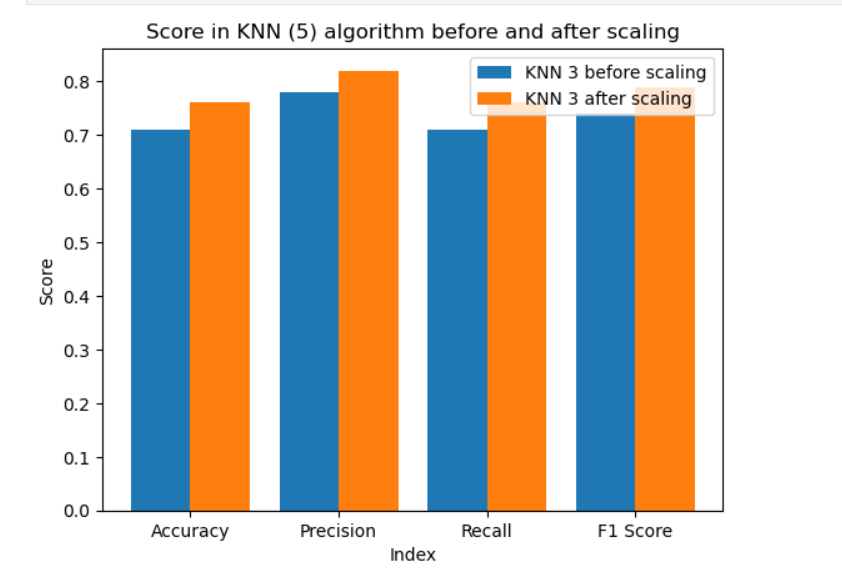 Score in KNN (5) algorithm before and after scaling
KNN 3 before scaling
KNN 3 after scaling
0.8
0.7
0.6
0.5
0.4
0.3
0.2
0.1
0.0
Score
Accuracy Precision Recall F1 Score
Index